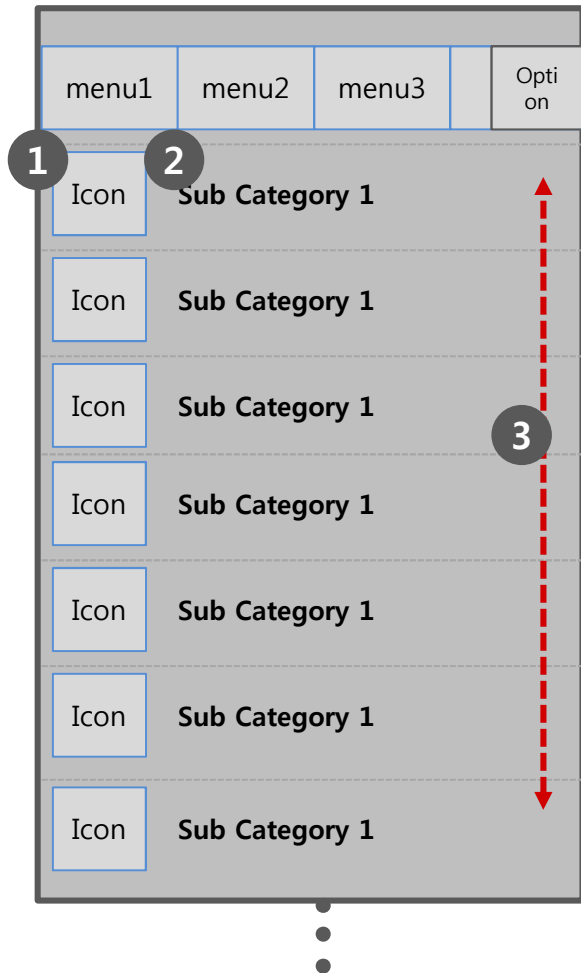 menu1 menu2 menu3 Opti
on
1 2
Icon Sub Category 1
Icon Sub Category 1
Icon Sub Category 1
3
Icon Sub Category 1
Icon Sub Category 1
Icon Sub Category 1
Icon Sub Category 1